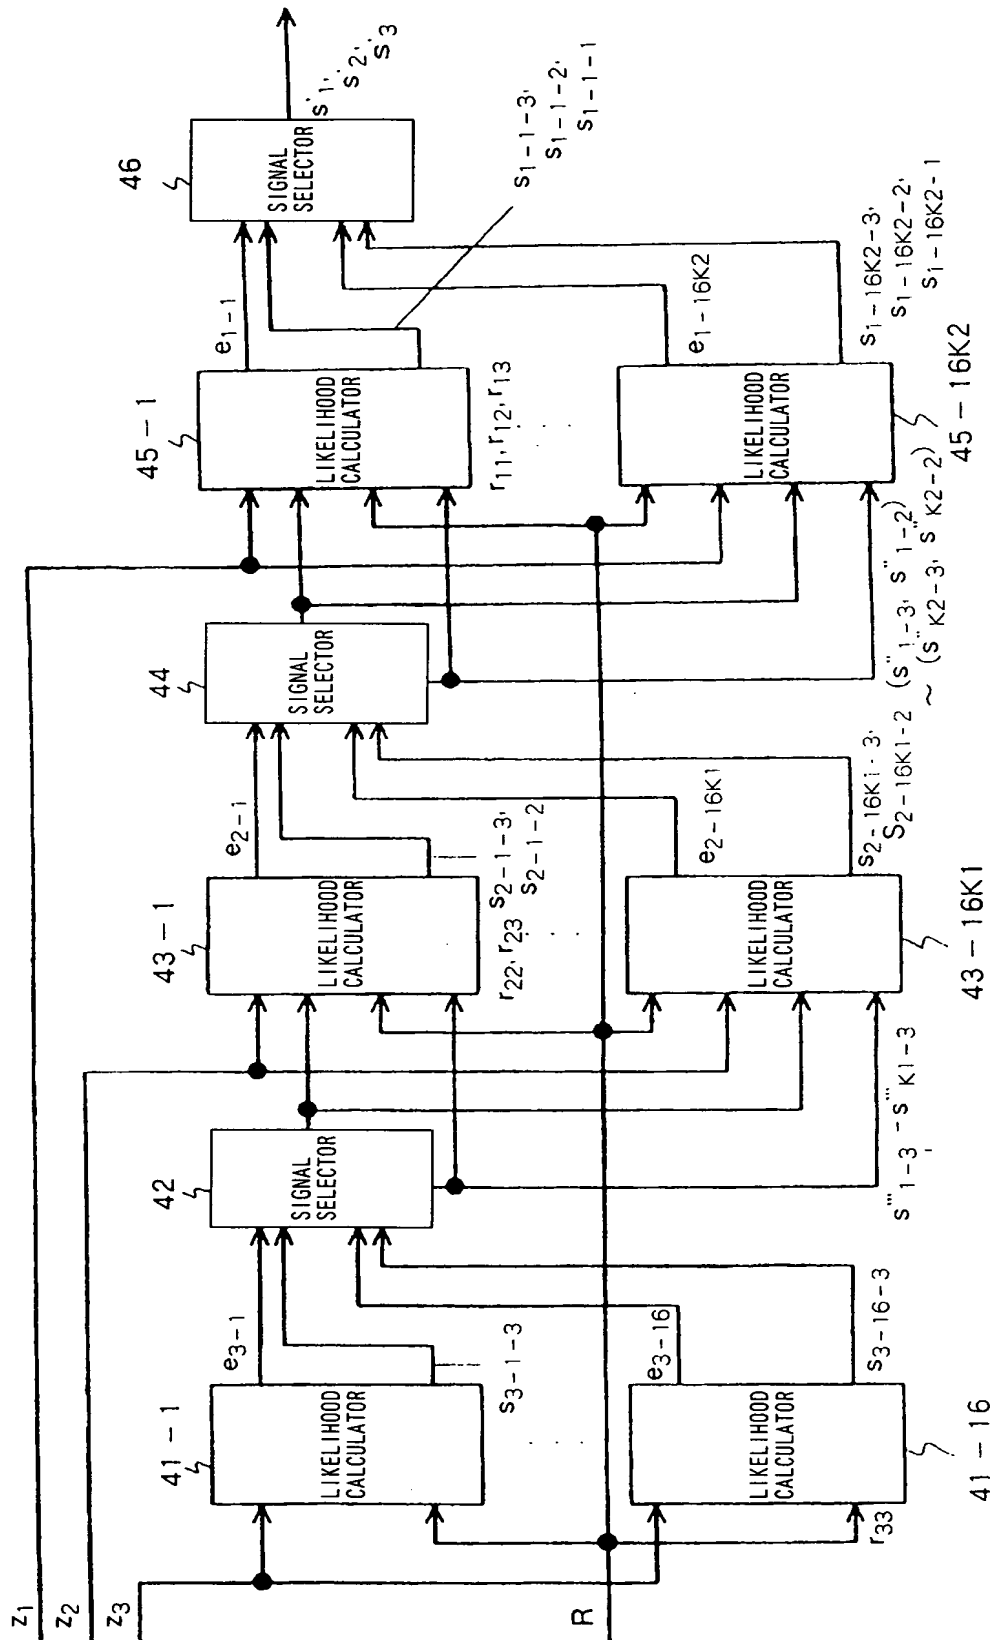 z1
z2
z3
R
41-1
LIKELIHOOD
CALCULATOR
e3-1
s3-1-3
41-16
LIKELIHOOD
CALCULATOR
r33
e3-16
s3-16-3
42
SIGNAL
SELECTOR
s'''1-3 - s'''K1-3
43-1
LIKELIHOOD
CALCULATOR
r22, r23
e2-1
s2-1-3,
s2-1-2
43-16K1
LIKELIHOOD
CALCULATOR
e2-16K1
s2-16K1-3,
S2-16K1-2
44
SIGNAL
SELECTOR
(s''1-3, s''1-2)
~ (s''K2-3, s''K2-2)
45-1
LIKELIHOOD
CALCULATOR
r11, r12, r13
e1-1
s1-1-3,
s1-1-2,
s1-1-1
45-16K2
LIKELIHOOD
CALCULATOR
e1-16K2
s1-16K2-3,
s1-16K2-2,
s1-16K2-1
46
SIGNAL
SELECTOR
s'1,
s'2,
s'3